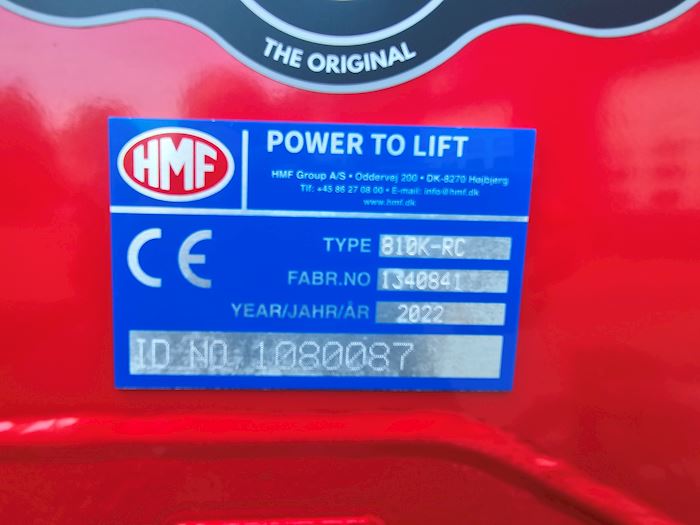 THE ORIGINAL
HMF
POWER TO LIFT
HMF Group A/S • Oddervej 200 • DK-8270 Højbjerg
Tlf: +45 86 27 08 00 • E-mail: info@hmf.dk
www.hmf.dk
CE
TYPE 810K-RC
FABR.NO 1340841
YEAR/JAHR/ÅR 2022
ID NO. 1080087